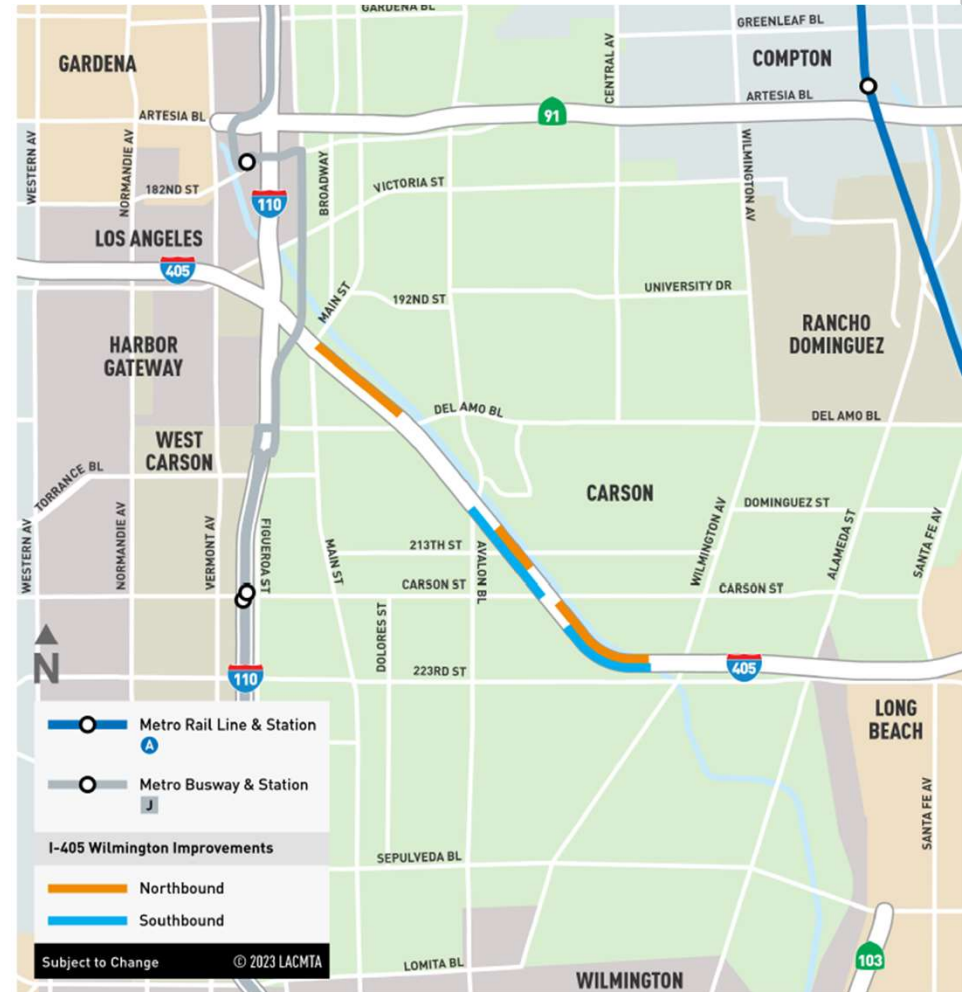 GARDENA BL
GREENLEAF BL
GARDENA
CENTRAL AV
COMPTON
ARTESIA BL
ARTESIA BL
91
WESTERN AV
NORMANDIE AV
BROADWAY
WILMINGTON AV
182ND ST
VICTORIA ST
110
LOS ANGELES
405
MAIN ST
192ND ST
UNIVERSITY DR
RANCHO
DOMINGUEZ
HARBOR
GATEWAY
DEL AMO BL
DEL AMO BL
WEST
CARSON
TORRANCE BL
CARSON
DOMINGUEZ ST
WESTERN AV
NORMANDIE AV
VERMONT AV
FIGUEROA ST
MAIN ST
213TH ST
AVALON BL
WILMINGTON AV
ALAMEDA ST
SANTA FE AV
CARSON ST
CARSON ST
DOLORES ST
N
110
223RD ST
405
LONG
BEACH
Metro Rail Line & Station
A
Metro Busway & Station
J
SANTA FE AV
I-405 Wilmington Improvements
SEPULVEDA BL
Northbound
Southbound
Subject to Change © 2023 LACMTA
LOMITA BL
WILMINGTON
103